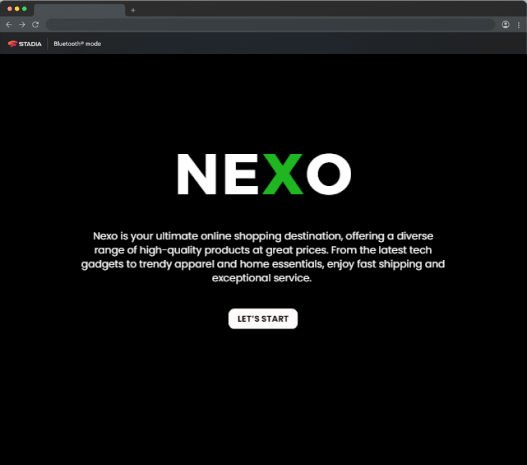 STADIA Bluetooth® mode
NEXO
Nexo is your ultimate online shopping destination, offering a diverse
range of high-quality products at great prices. From the latest tech
gadgets to trendy apparel and home essentials, enjoy fast shipping and
exceptional service.
LET'S START